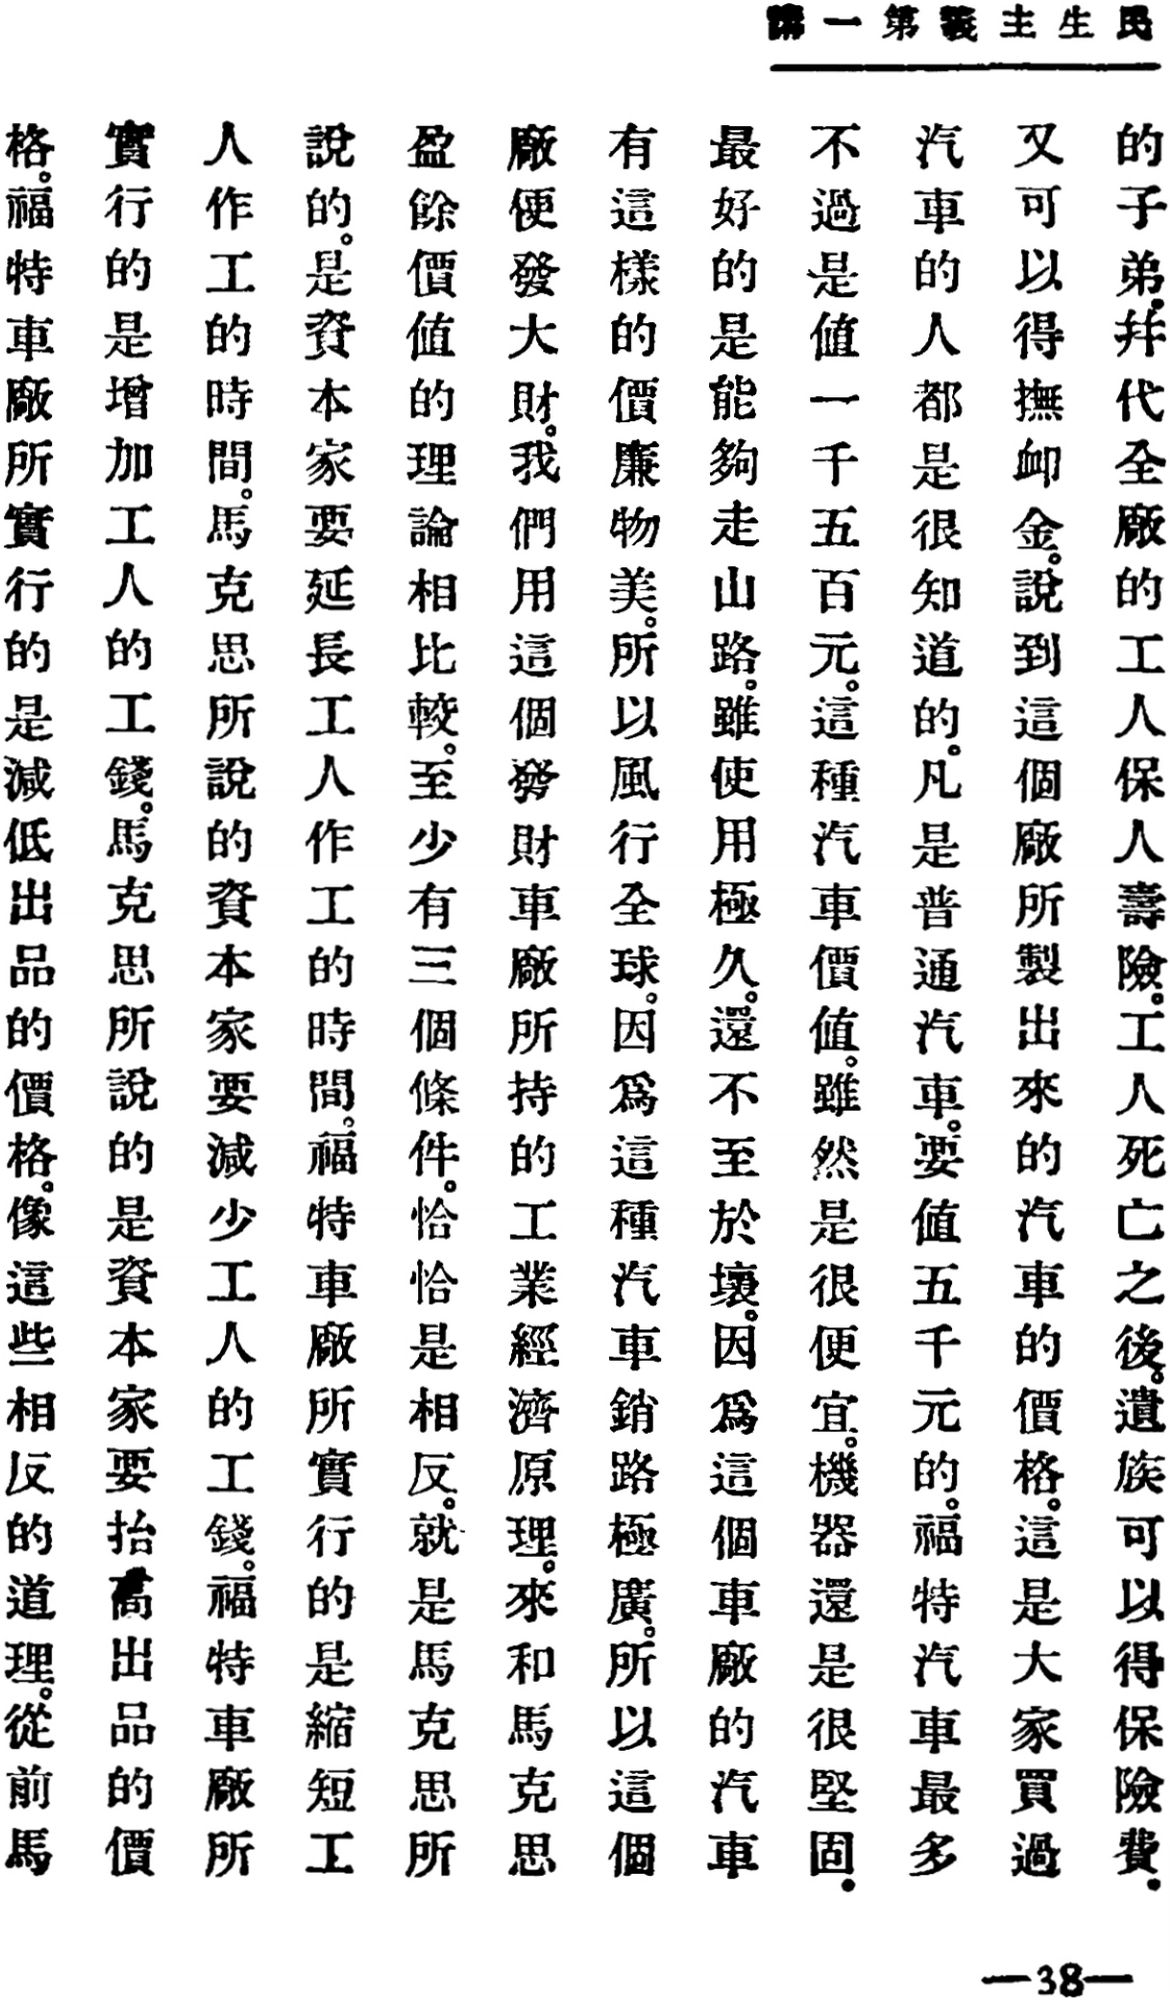 民生主義第一講
的子弟。并代全廠的工人保人壽險。工人死亡之後。遺族可以得保險費。
又可以得撫卹金。說到這個廠所製出來的汽車的價格。這是大家買過
汽車的人都是很知道的。凡是普通汽車。要值五千元的。福特汽車最多
不過是值一千五百元。這種汽車價值。雖然是很便宜。機器還是很堅固。
最好的是能夠走山路。雖使用極久。還不至於壞。因爲這個車廠的汽車
有這樣的價廉物美。所以風行全球。因爲這種汽車銷路極廣。所以這個
廠便發大財。我們用這個發財車廠所持的工業經濟原理。來和馬克思
盈餘價值的理論相比較。至少有三個條件。恰恰是相反。就是馬克思所
說的。是資本家要延長工人作工的時間。福特車廠所實行的是縮短工
人作工的時間。馬克思所說的資本家要減少工人的工錢。福特車廠所
實行的是增加工人的工錢。馬克思所說的是資本家要抬高出品的價
格。福特車廠所實行的是減低出品的價格。像這些相反的道理。從前馬
—38—